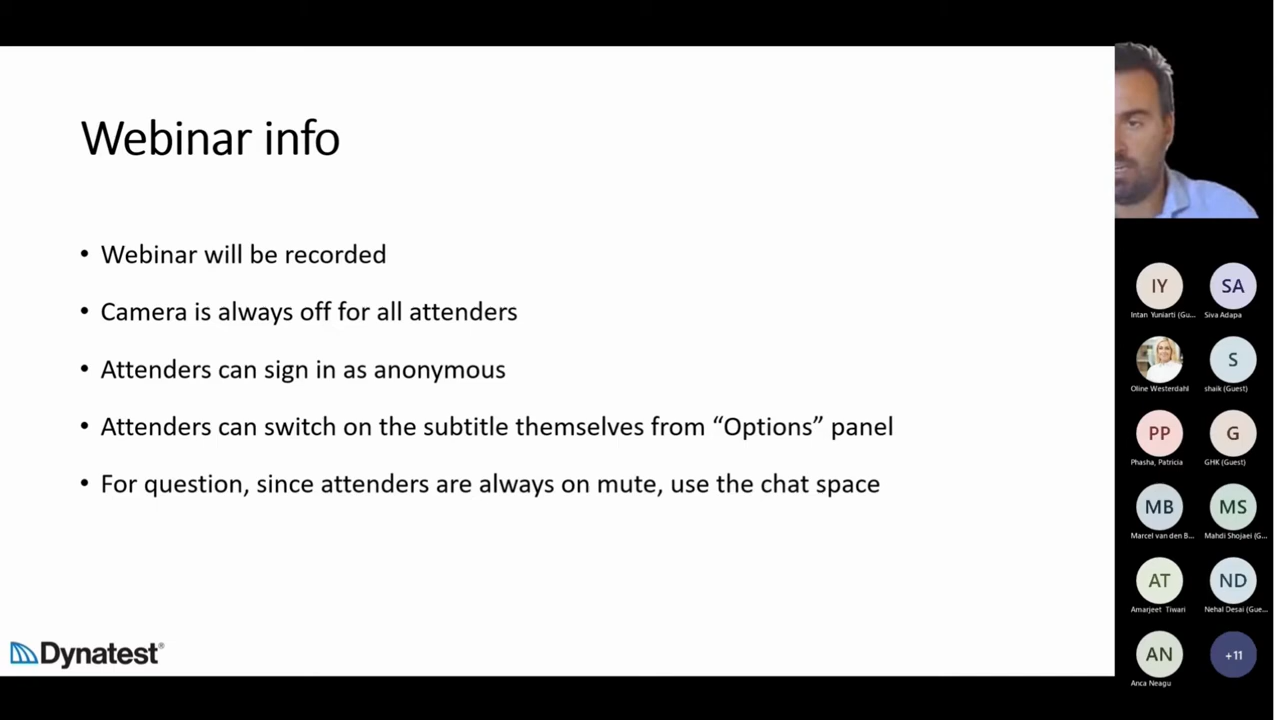 Webinar info
• Webinar will be recorded
• Camera is always off for all attenders
• Attenders can sign in as anonymous
• Attenders can switch on the subtitle themselves from “Options” panel
• For question, since attenders are always on mute, use the chat space
Dynatest®
IY
SA
Intan Yuniarti (Gu...
Siva Adapa
S
Oline Westerdahl
shaik (Guest)
PP
G
Phasha, Patricia
GHK (Guest)
MB
MS
Marcel van den B...
Mahdi Shojaei (G...
AT
ND
Amarjeet Tiwari
Nehal Desai (Gue...
AN
+11
Anca Neagu